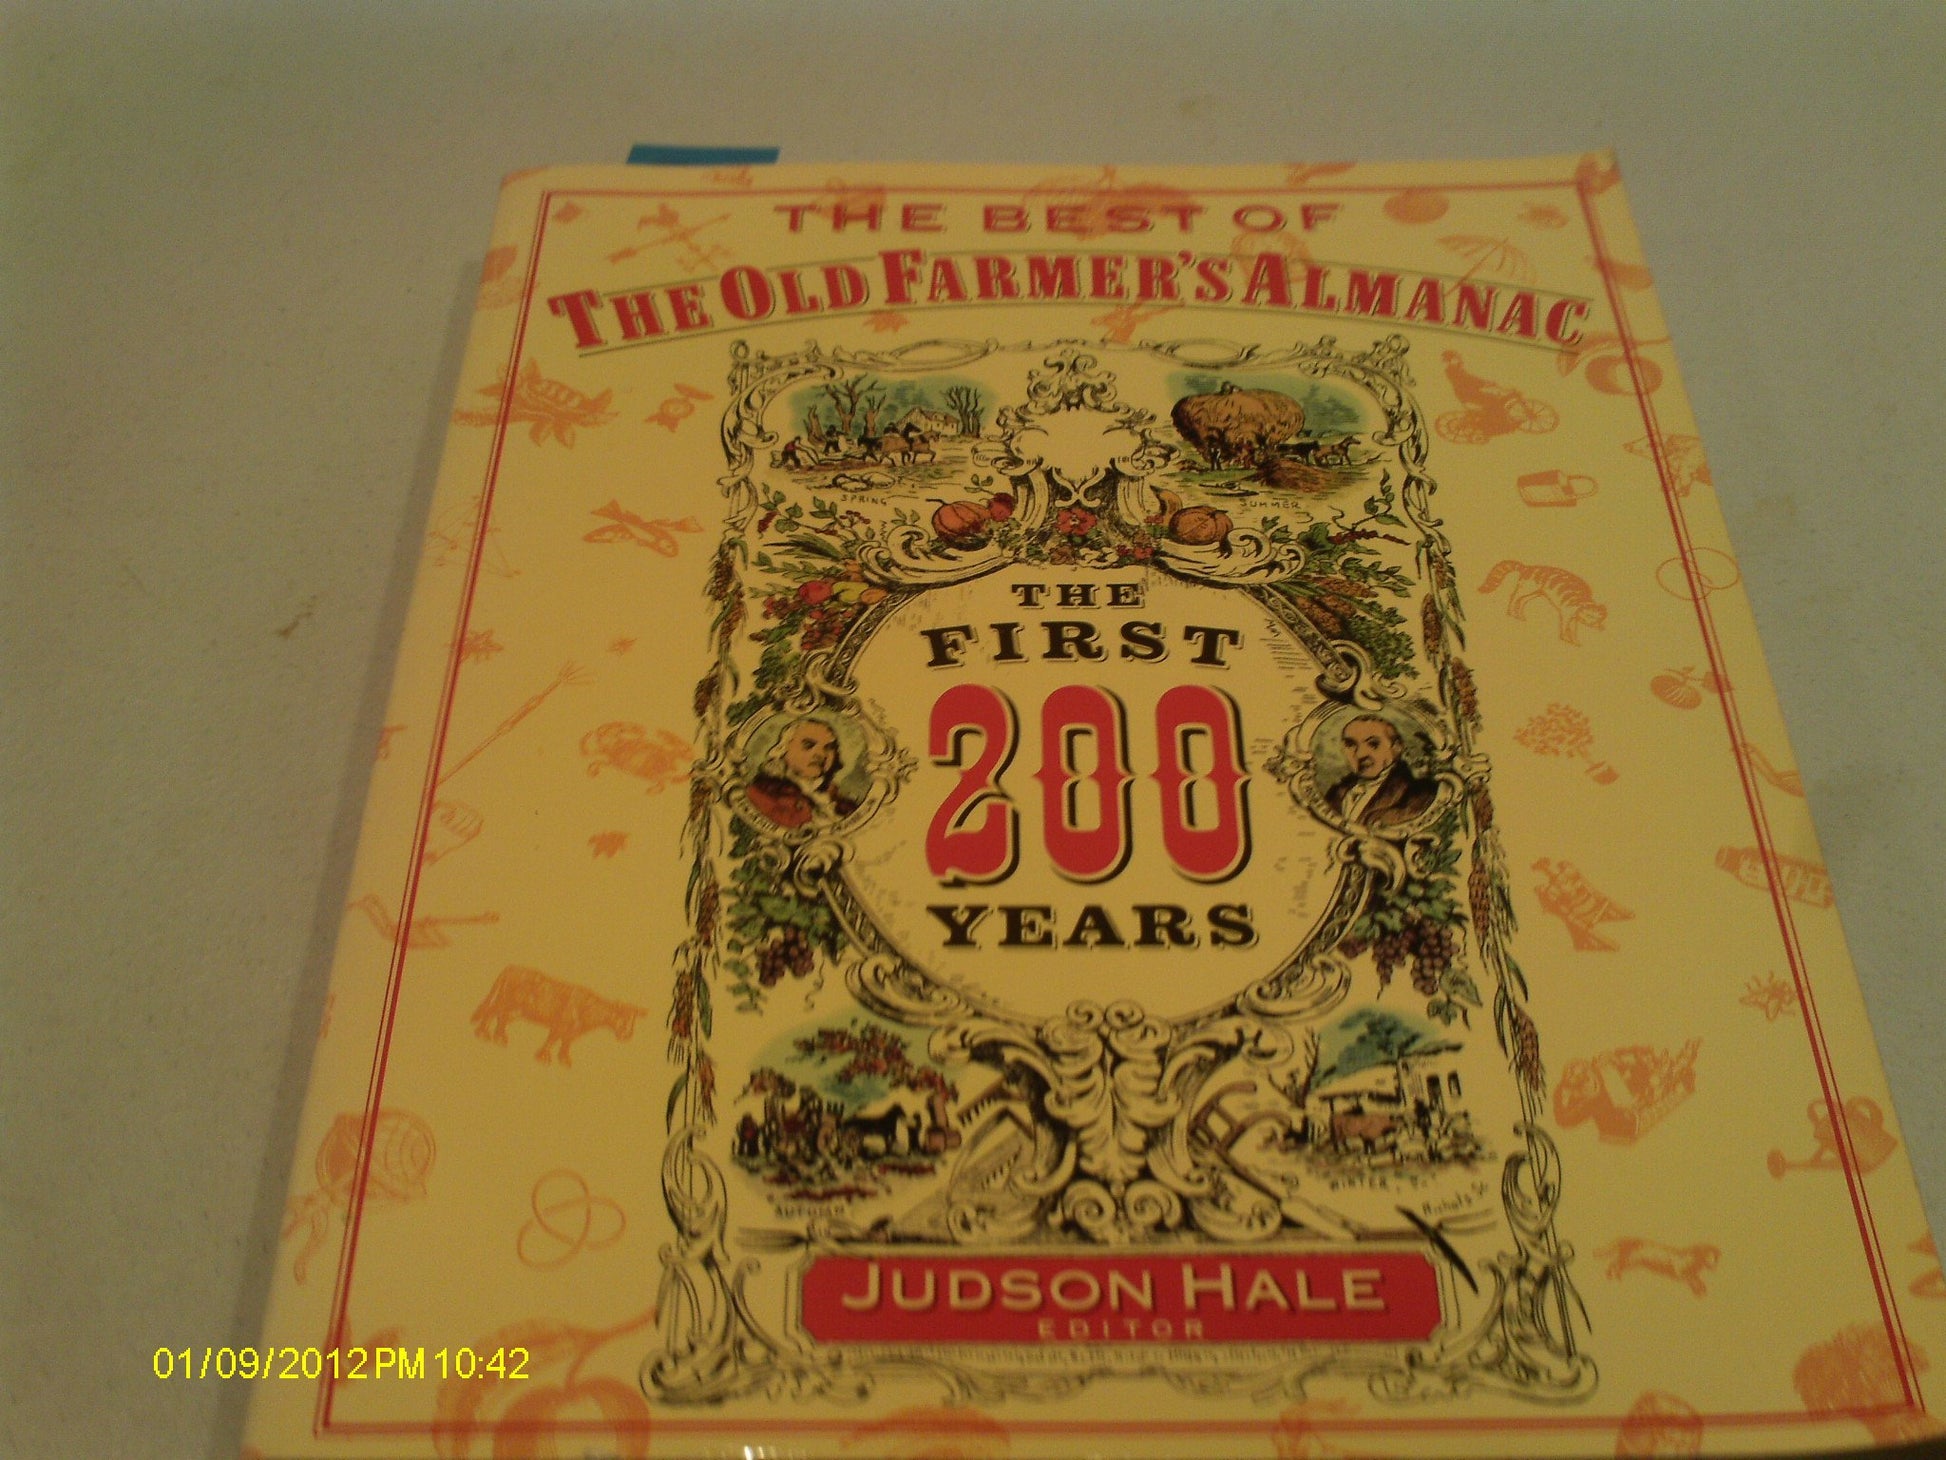 THE BEST OF
THE OLD FARMER'S ALMANAC
SPRING
SUMMER
THE
FIRST
200
YEARS
AUTUMN
WINTER
JUDSON HALE
EDITOR
01/09/2012 PM 10:42